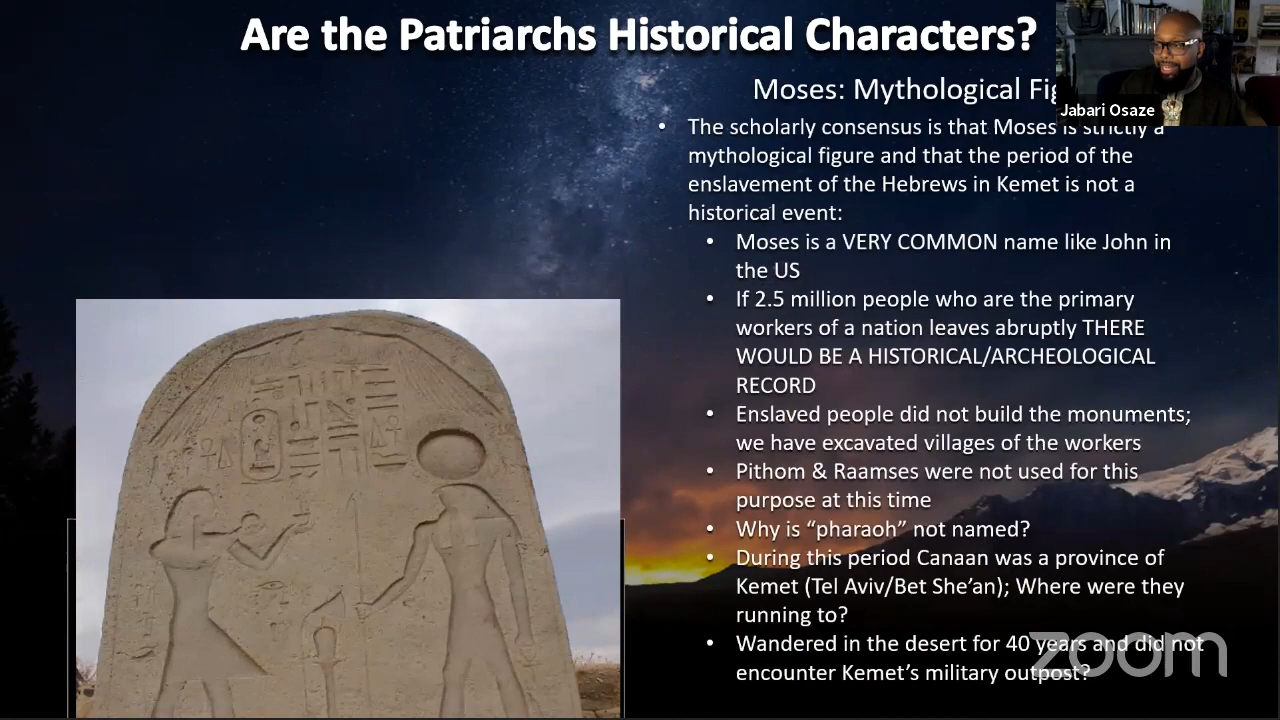 Are the Patriarchs Historical Characters?
Moses: Mythological
Jabari Osaze
• The scholarly consensus is that Moses is strictly a
mythological figure and that the period of the
enslavement of the Hebrews in Kemet is not a
historical event:
• Moses is a VERY COMMON name like John in
the US
• If 2.5 million people who are the primary
workers of a nation leaves abruptly THERE
WOULD BE A HISTORICAL/ARCHEOLOGICAL
RECORD
• Enslaved people did not build the monuments;
we have excavated villages of the workers
• Pithom & Raamses were not used for this
purpose at this time
• Why is “pharaoh” not named?
• During this period Canaan was a province of
Kemet (Tel Aviv/Bet She’an); Where were they
running to?
• Wandered in the desert for 40 years and did not
encounter Kemet’s military outpost?
zoom